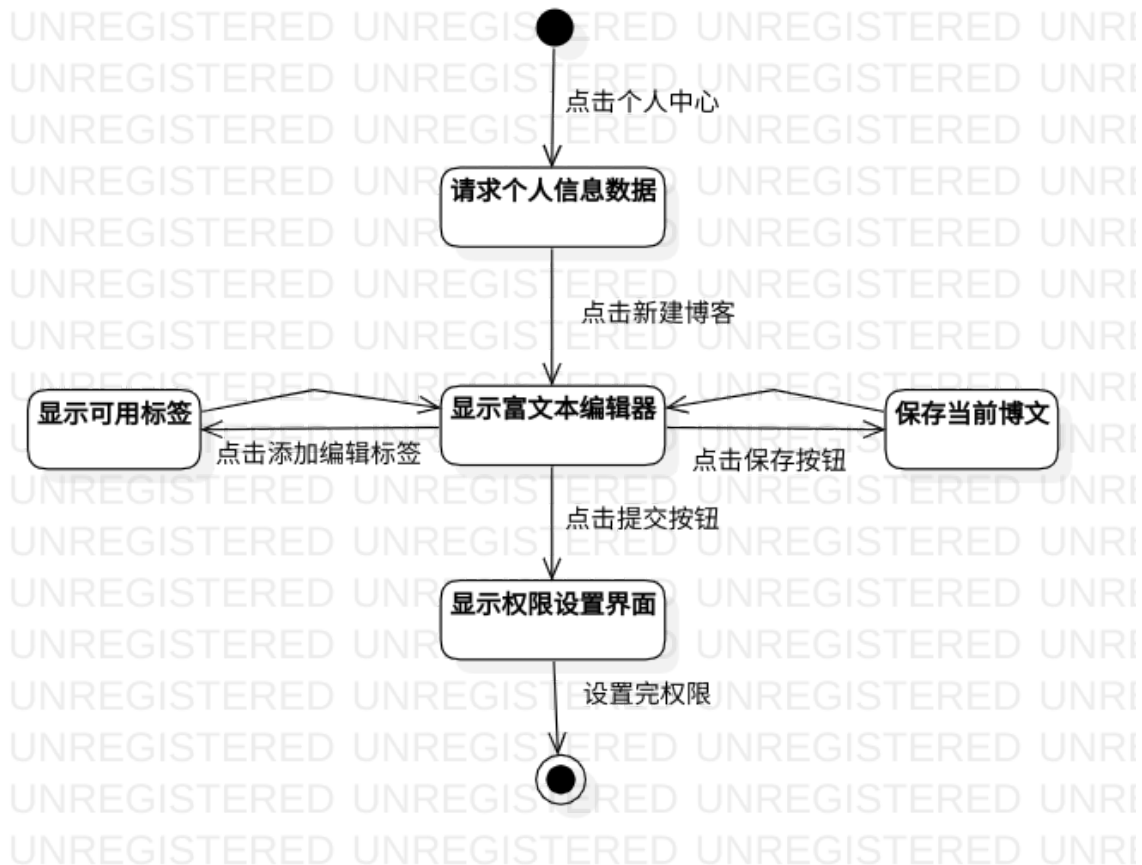 点击个人中心
请求个人信息数据
点击新建博客
显示可用标签
显示富文本编辑器
保存当前博文
点击添加编辑标签
点击保存按钮
点击提交按钮
显示权限设置界面
设置完权限
UNREGISTERED